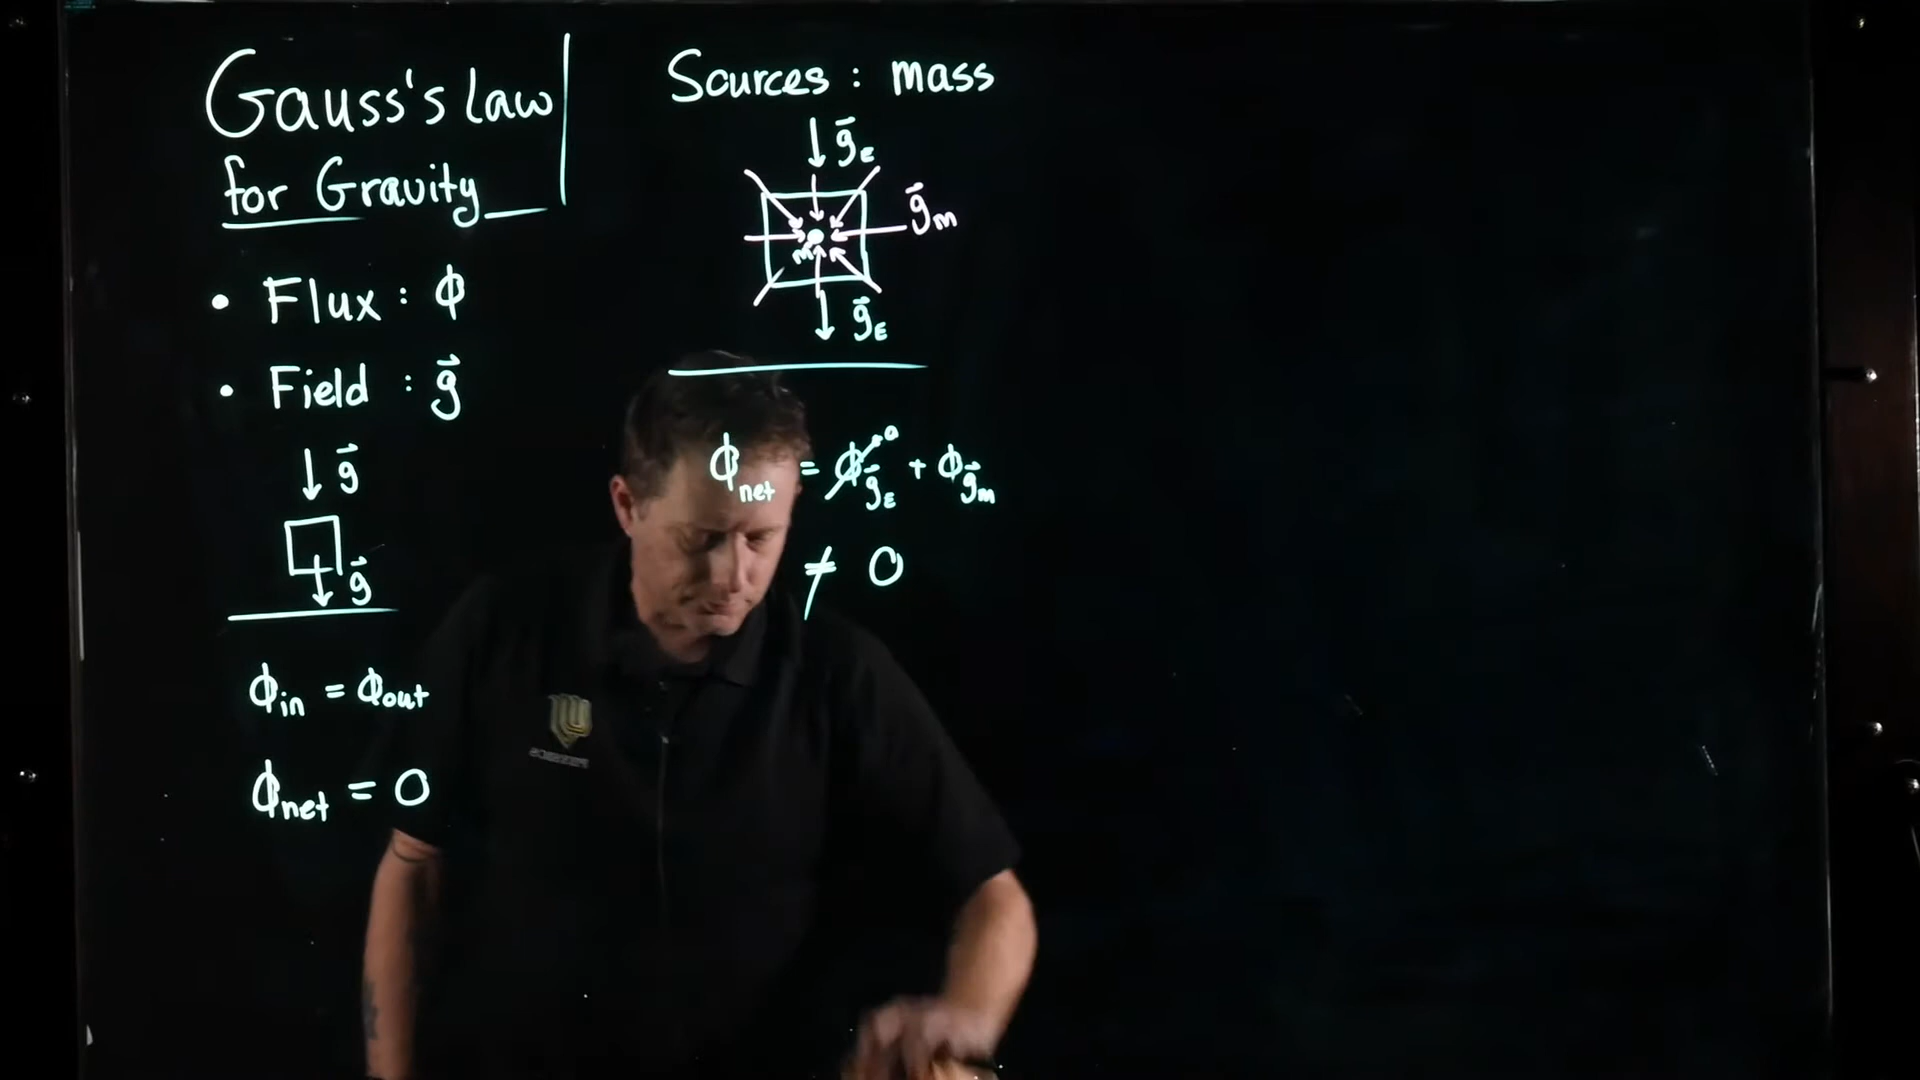 Gauss's Law
for Gravity
• Flux : ϕ
• Field : g⃗
↓ g⃗
g⃗
ϕin = ϕout
ϕnet = 0
Sources : mass
↓ g⃗E
g⃗m
m
↓ g⃗E
ϕnet = ϕg⃗E↗0 + ϕg⃗m
≠ 0